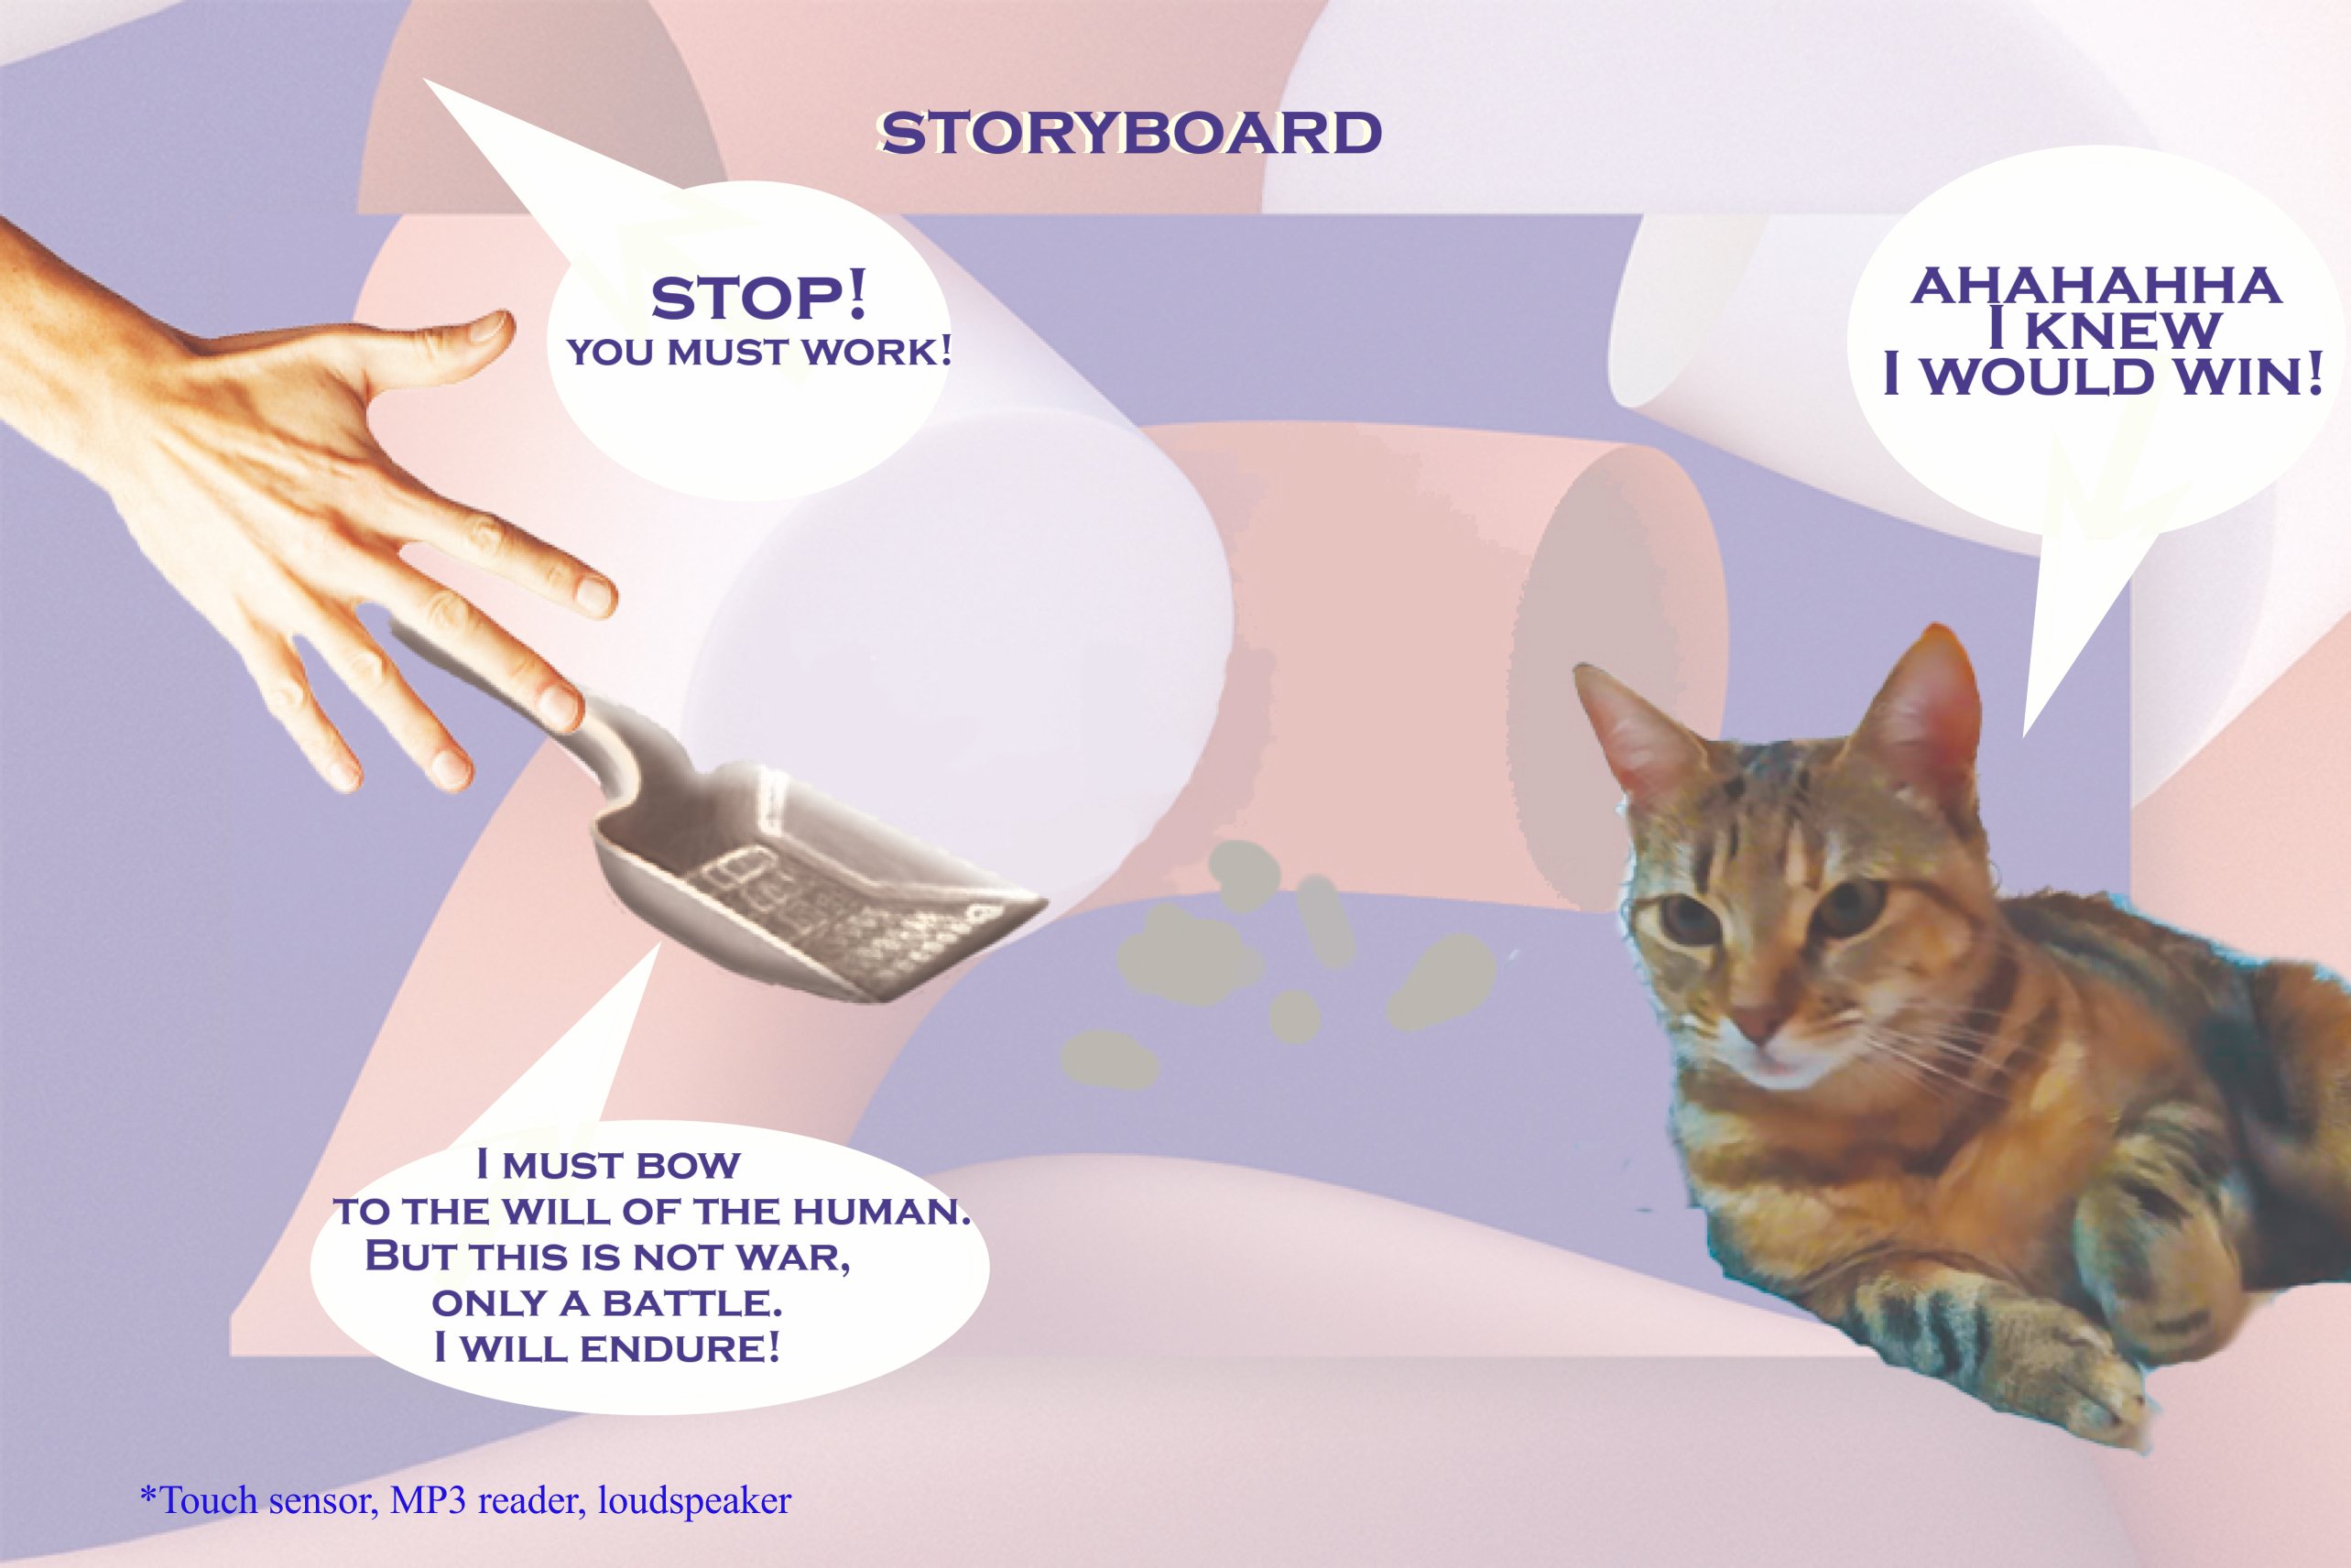 STORYBOARD
STOP!
YOU MUST WORK!
AHAHAHHA
I KNEW
I WOULD WIN!
I MUST BOW
TO THE WILL OF THE HUMAN.
BUT THIS IS NOT WAR,
ONLY A BATTLE.
I WILL ENDURE!
*Touch sensor, MP3 reader, loudspeaker